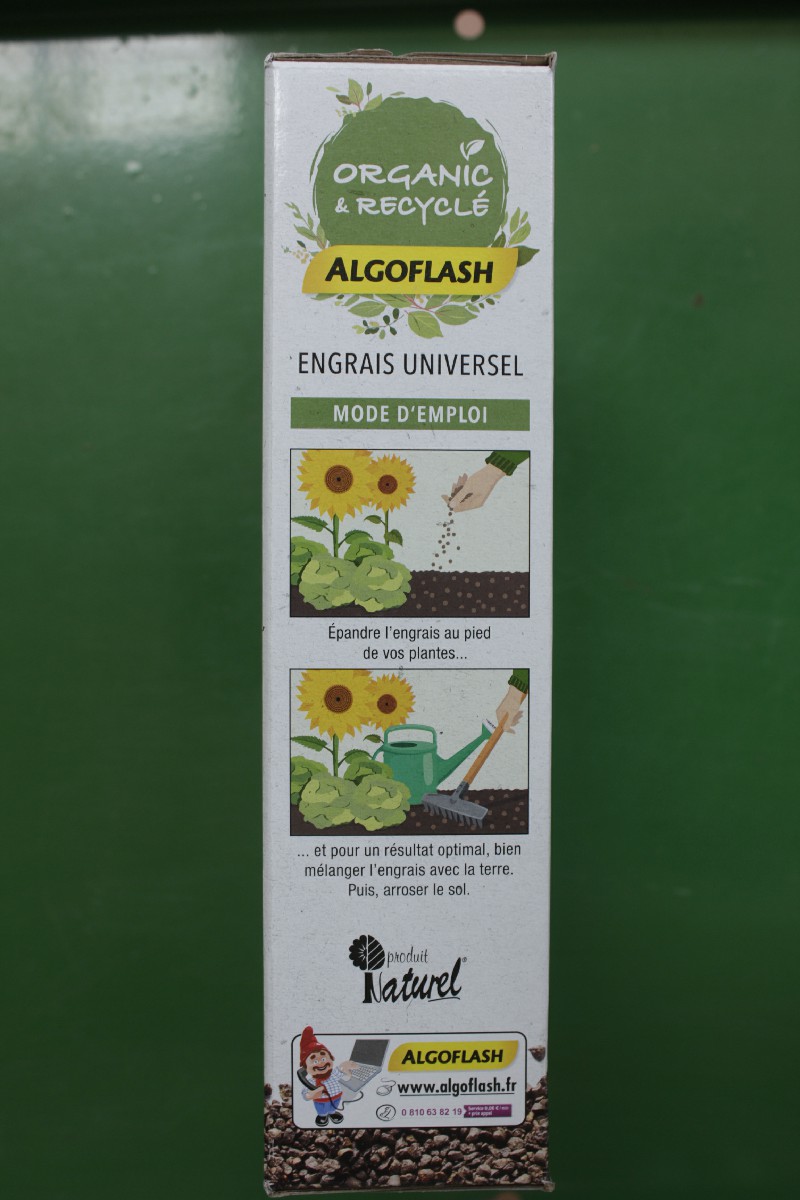 ORGANIC
& RECYCLÉ
ALGOFLASH
ENGRAIS UNIVERSEL
MODE D'EMPLOI
Épandre l'engrais au pied
de vos plantes...
... et pour un résultat optimal, bien
mélanger l'engrais avec la terre.
Puis, arroser le sol.
produit
Naturel®
ALGOFLASH
www.algoflash.fr
0 810 63 82 19
+ prix appel